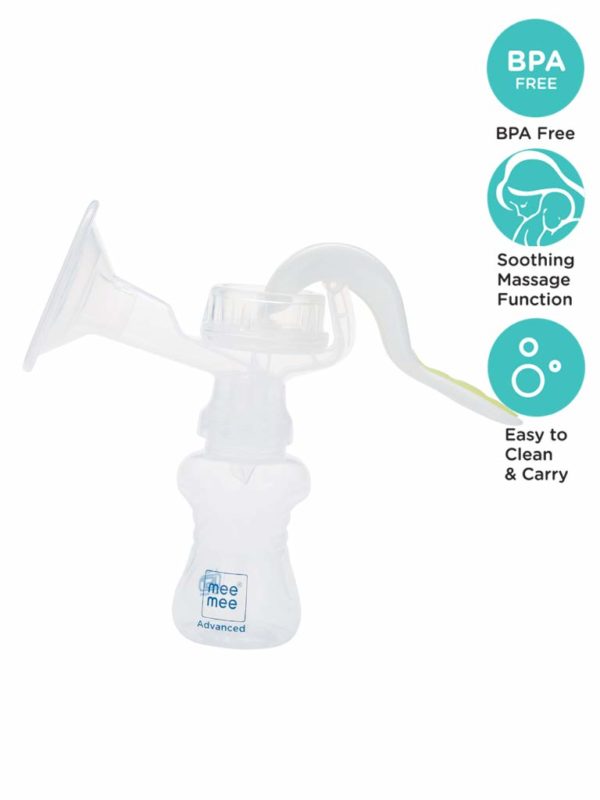 BPA
FREE
BPA Free
Soothing
Massage
Function
Easy to
Clean
& Carry
mee®
mee
Advanced